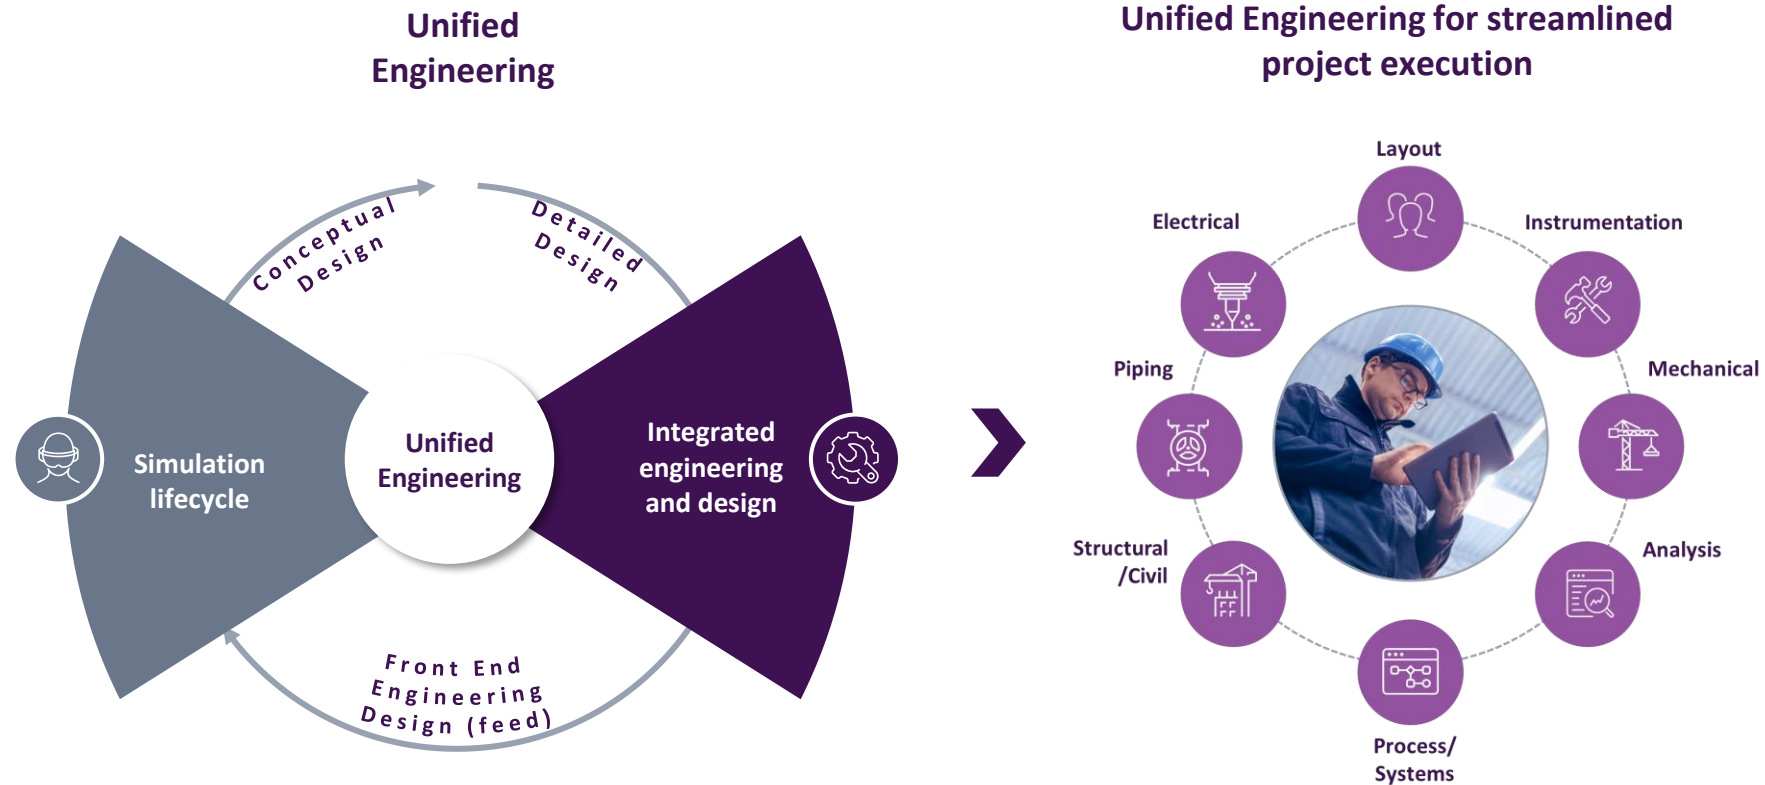 Unified
Engineering
Conceptual
Design
Detailed
Design
Simulation
lifecycle
Unified
Engineering
Integrated
engineering
and design
Front End
Engineering
Design (feed)
Unified Engineering for streamlined
project execution
Layout
Electrical
Instrumentation
Piping
Mechanical
Structural
/Civil
Analysis
Process/
Systems